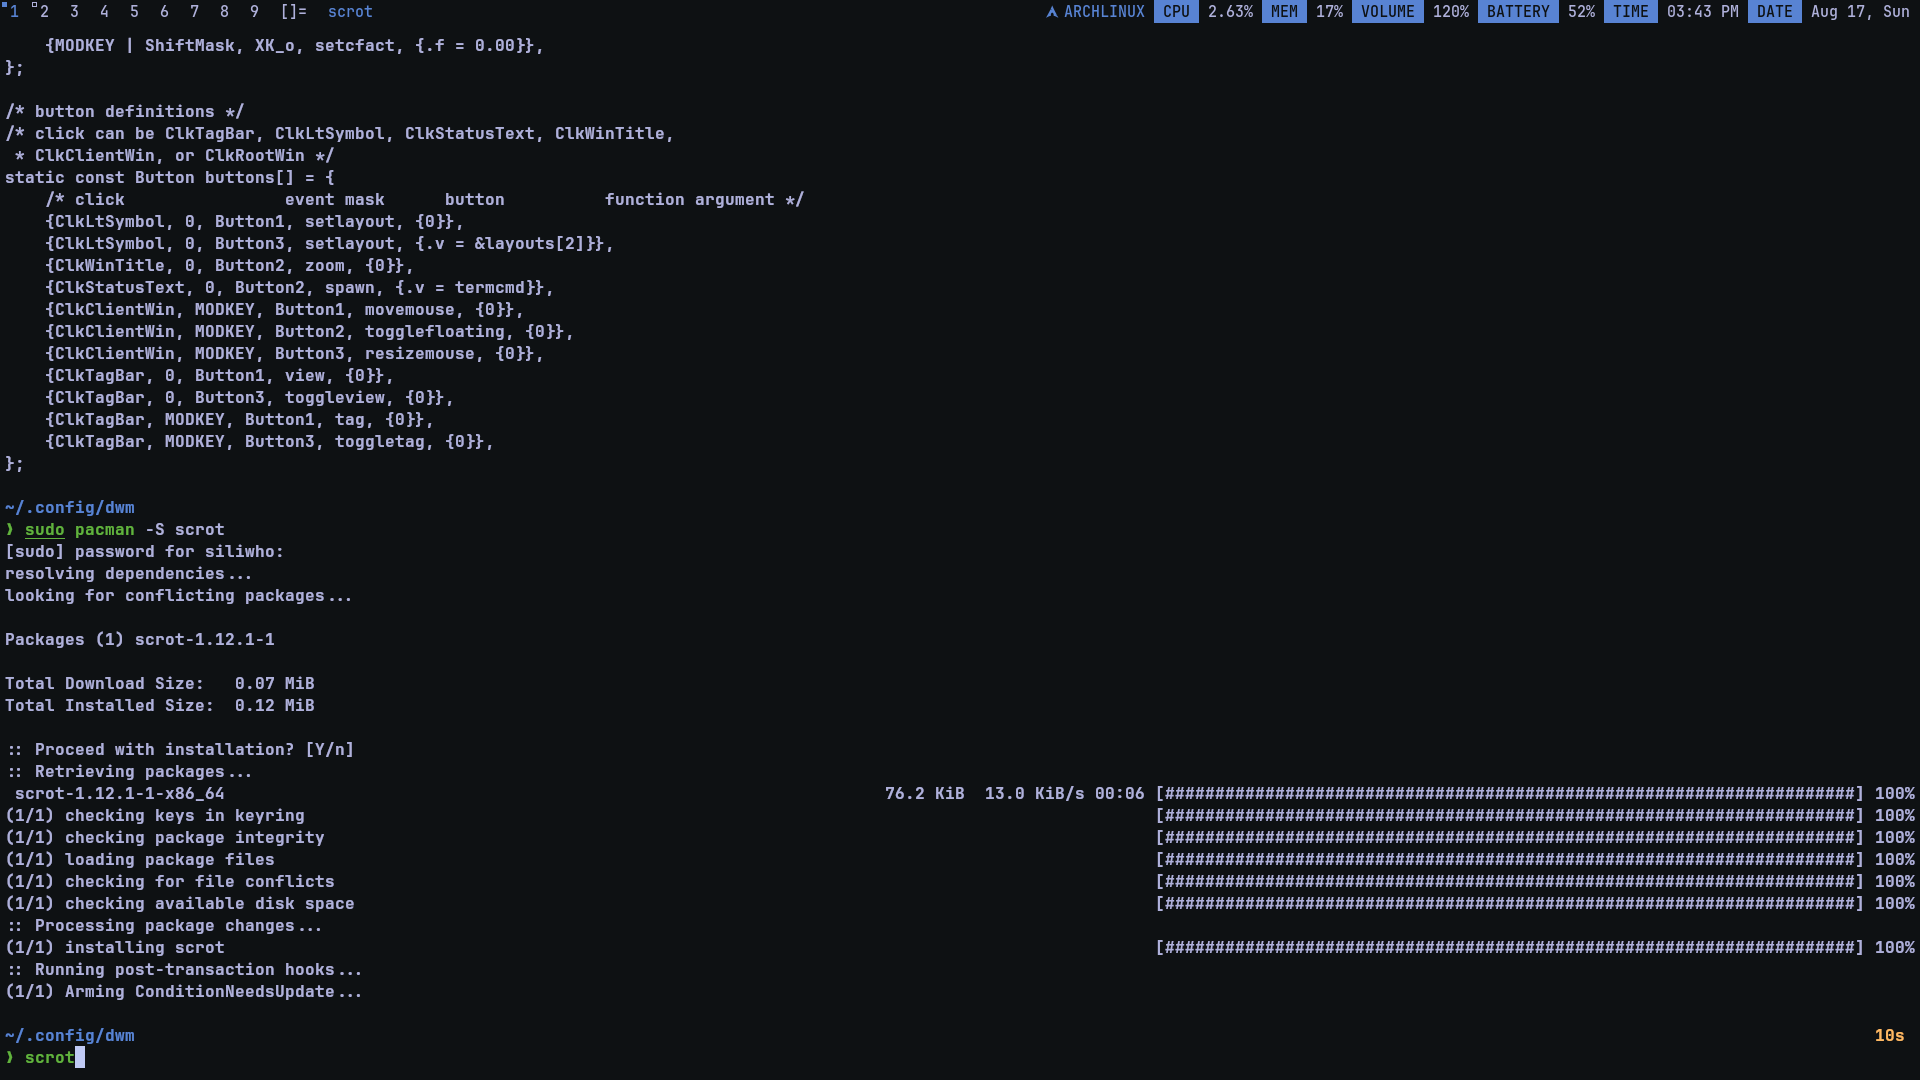 1 2 3 4 5 6 7 8 9 []= scrot ARCHLINUX CPU 2.63% MEM 17% VOLUME 120% BATTERY 52% TIME 03:43 PM DATE Aug 17, Sun
    {MODKEY | ShiftMask, XK_o, setcfact, {.f = 0.00}},
};

/* button definitions */
/* click can be ClkTagBar, ClkLtSymbol, ClkStatusText, ClkWinTitle,
 * ClkClientWin, or ClkRootWin */
static const Button buttons[] = {
    /* click                event mask      button          function argument */
    {ClkLtSymbol, 0, Button1, setlayout, {0}},
    {ClkLtSymbol, 0, Button3, setlayout, {.v = &layouts[2]}},
    {ClkWinTitle, 0, Button2, zoom, {0}},
    {ClkStatusText, 0, Button2, spawn, {.v = termcmd}},
    {ClkClientWin, MODKEY, Button1, movemouse, {0}},
    {ClkClientWin, MODKEY, Button2, togglefloating, {0}},
    {ClkClientWin, MODKEY, Button3, resizemouse, {0}},
    {ClkTagBar, 0, Button1, view, {0}},
    {ClkTagBar, 0, Button3, toggleview, {0}},
    {ClkTagBar, MODKEY, Button1, tag, {0}},
    {ClkTagBar, MODKEY, Button3, toggletag, {0}},
};

~/.config/dwm
❯ sudo pacman -S scrot
[sudo] password for siliwho:
resolving dependencies...
looking for conflicting packages...

Packages (1) scrot-1.12.1-1

Total Download Size:   0.07 MiB
Total Installed Size:  0.12 MiB

:: Proceed with installation? [Y/n]
:: Retrieving packages...
 scrot-1.12.1-1-x86_64 76.2 KiB  13.0 KiB/s 00:06 [#####################################################################] 100%
(1/1) checking keys in keyring [#####################################################################] 100%
(1/1) checking package integrity [#####################################################################] 100%
(1/1) loading package files [#####################################################################] 100%
(1/1) checking for file conflicts [#####################################################################] 100%
(1/1) checking available disk space [#####################################################################] 100%
:: Processing package changes...
(1/1) installing scrot [#####################################################################] 100%
:: Running post-transaction hooks...
(1/1) Arming ConditionNeedsUpdate...

~/.config/dwm 10s
❯ scrot